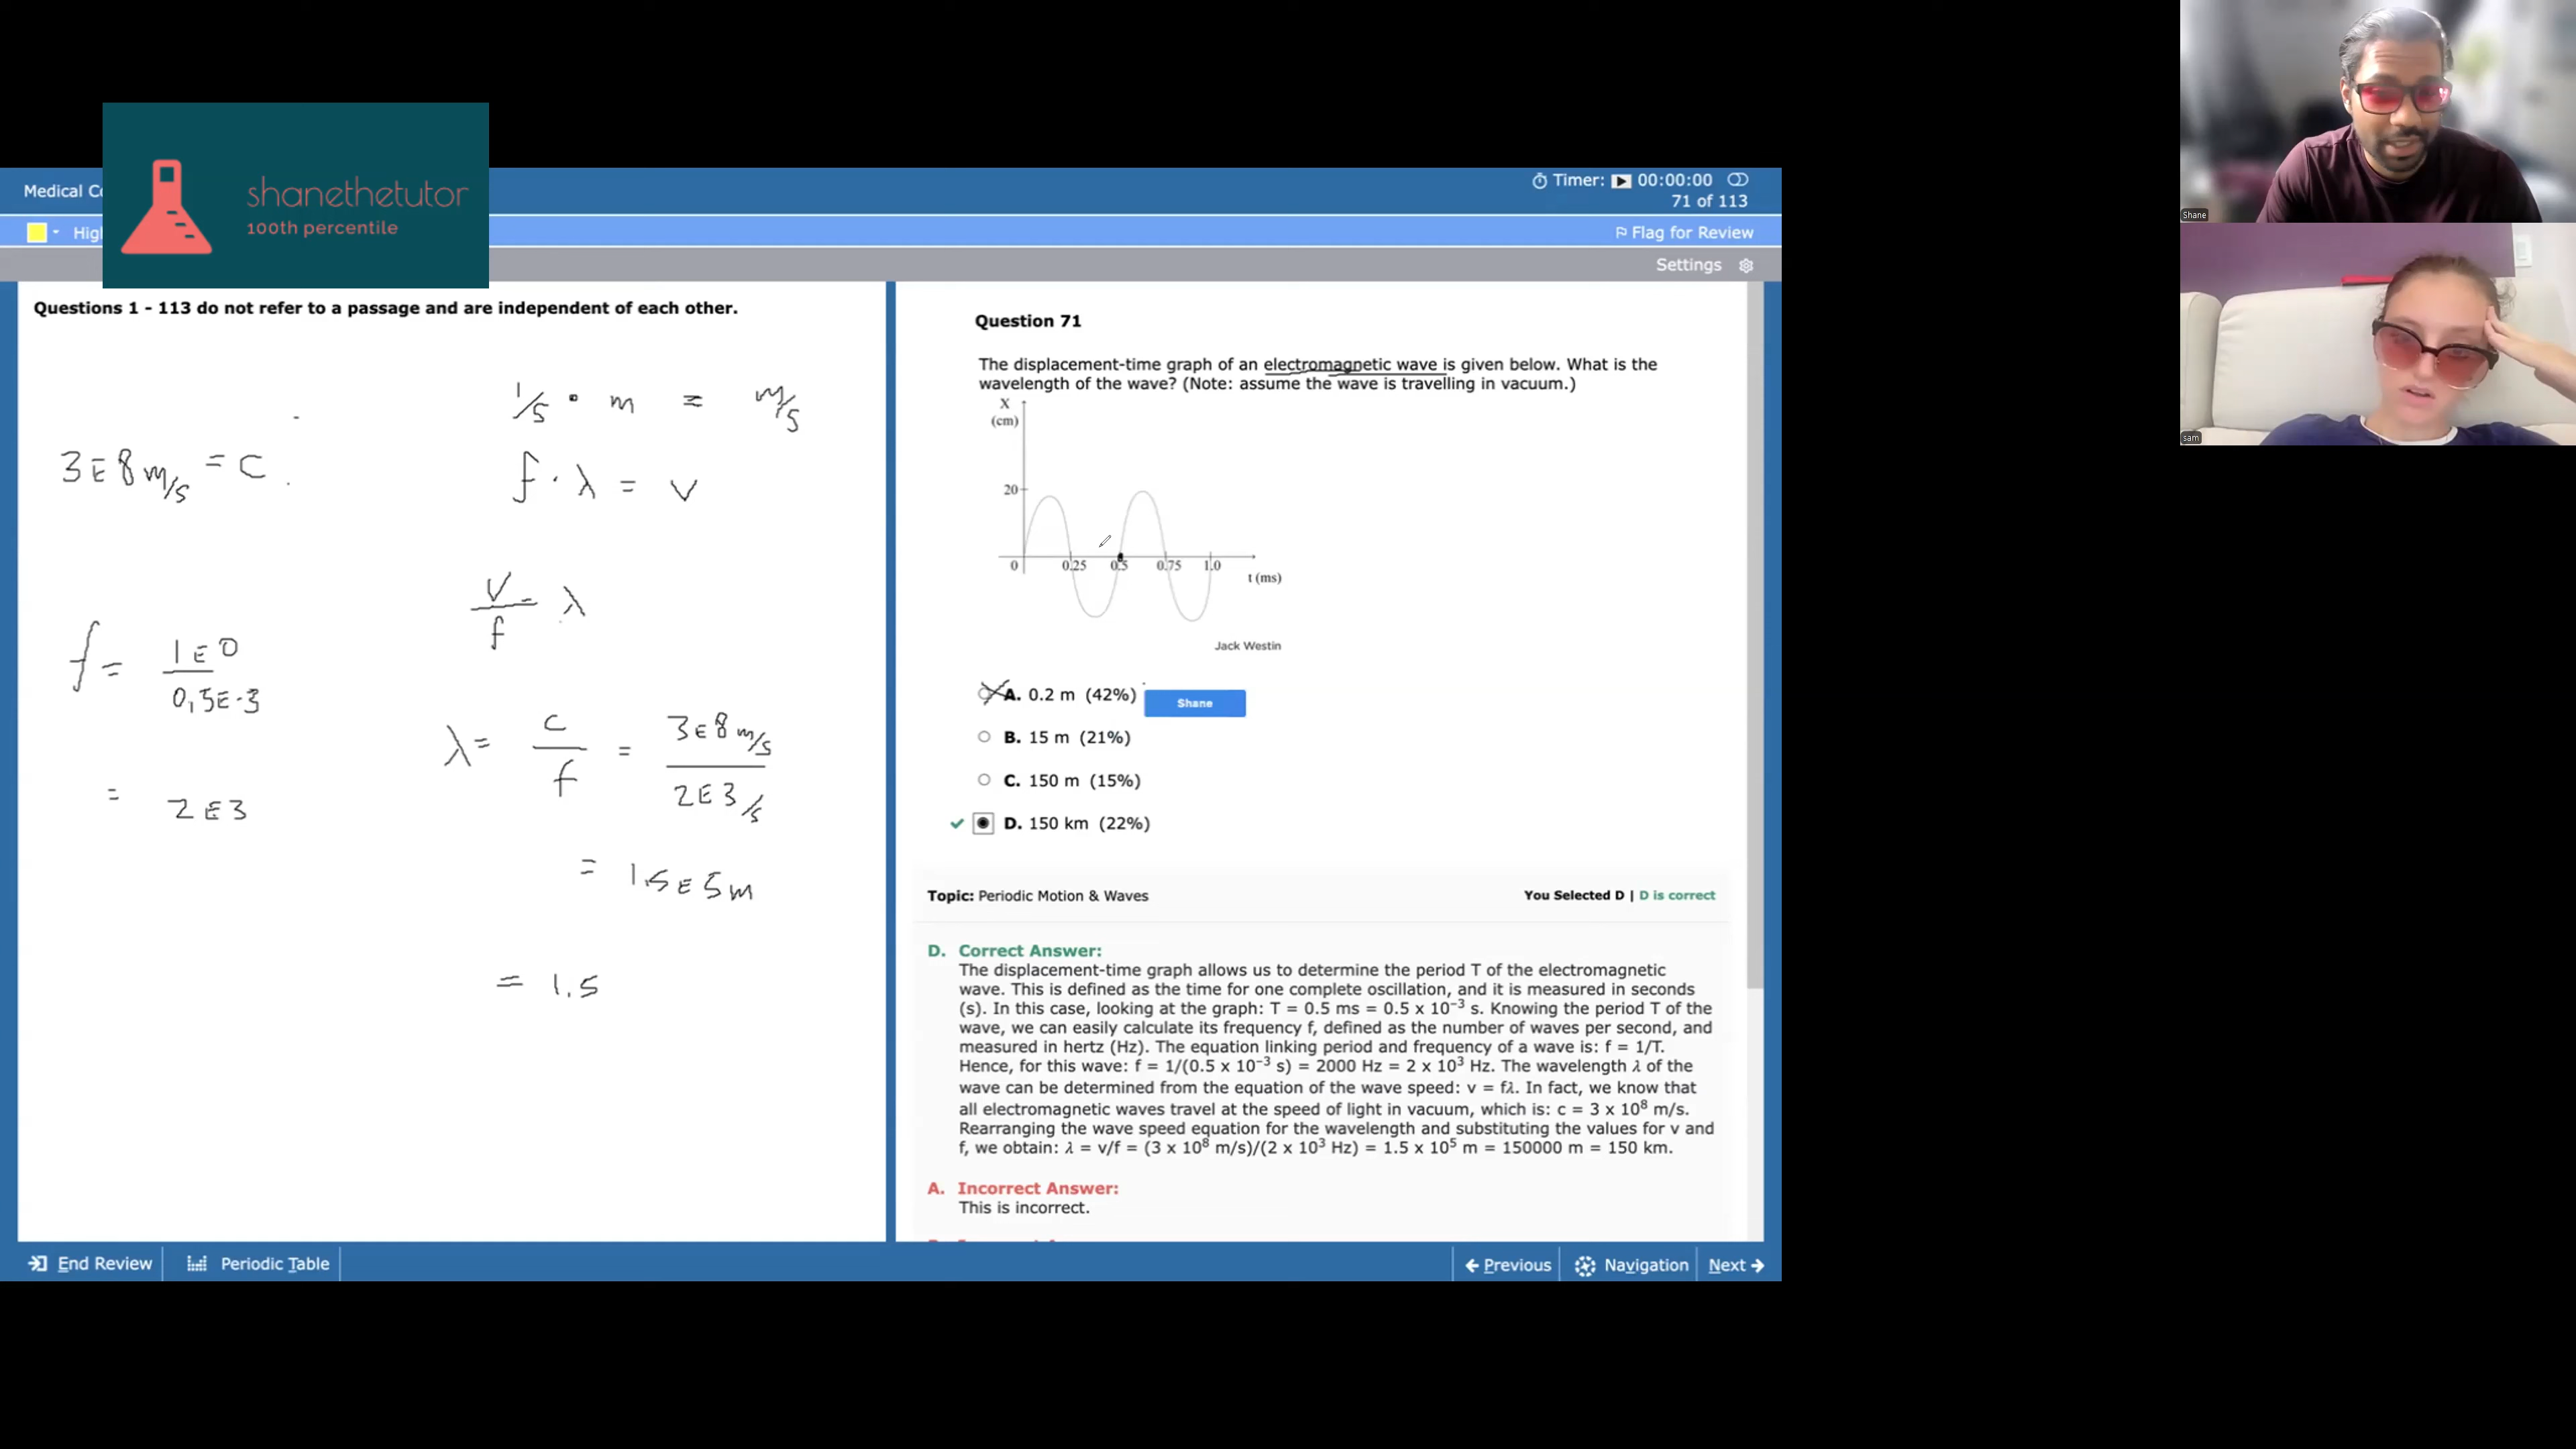 shanethetutor
100th percentile
Medical Co
Timer: 00:00:00
71 of 113
High
Flag for Review
Settings
Questions 1 - 113 do not refer to a passage and are independent of each other.
3E8 m/s = c
f = 1E0
0,5E-3
= 2E3
1/s · m = m/s
f · λ = v
v
f
= λ
λ = c
f
= 3E8 m/s
2E3/s
= 1.5E5m
= 1.5
Question 71
The displacement-time graph of an electromagnetic wave is given below. What is the
wavelength of the wave? (Note: assume the wave is travelling in vacuum.)
X
(cm)
20
0 0.25 0.5 0.75 1.0
t (ms)
Jack Westin
A. 0.2 m (42%)
Shane
B. 15 m (21%)
C. 150 m (15%)
D. 150 km (22%)
Topic: Periodic Motion & Waves
You Selected D | D is correct
D. Correct Answer:
The displacement-time graph allows us to determine the period T of the electromagnetic
wave. This is defined as the time for one complete oscillation, and it is measured in seconds
(s). In this case, looking at the graph: T = 0.5 ms = 0.5 x 10⁻³ s. Knowing the period T of the
wave, we can easily calculate its frequency f, defined as the number of waves per second, and
measured in hertz (Hz). The equation linking period and frequency of a wave is: f = 1/T.
Hence, for this wave: f = 1/(0.5 x 10⁻³ s) = 2000 Hz = 2 x 10³ Hz. The wavelength λ of the
wave can be determined from the equation of the wave speed: v = fλ. In fact, we know that
all electromagnetic waves travel at the speed of light in vacuum, which is: c = 3 x 10⁸ m/s.
Rearranging the wave speed equation for the wavelength and substituting the values for v and
f, we obtain: λ = v/f = (3 x 10⁸ m/s)/(2 x 10³ Hz) = 1.5 x 10⁵ m = 150000 m = 150 km.
A. Incorrect Answer:
This is incorrect.
End Review
Periodic Table
Previous
Navigation
Next
Shane
sam